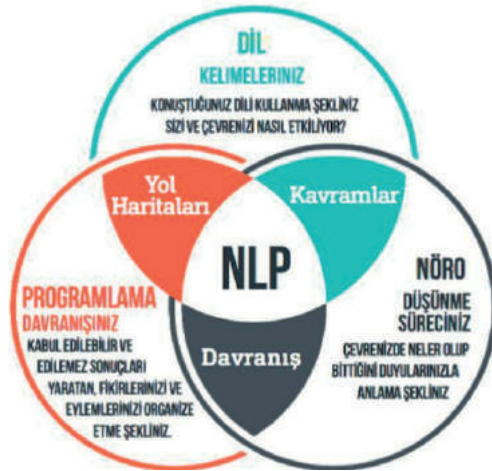 DİL
KELİMELERİNİZ
KONUŞTUĞUNUZ DİLİ KULLANMA ŞEKLİNİZ
SİZİ VE ÇEVRENİZİ NASIL ETKİLİYOR?
Yol
Haritaları
Kavramlar
NLP
PROGRAMLAMA
DAVRANIŞINIZ
KABUL EDİLEBİLİR VE
EDİLEMEZ SONUÇLARI
YARATAN, FİKİRLERİNİZİ VE
EYLEMLERİNİZİ ORGANİZE
ETME ŞEKLİNİZ.
Davranış
NÖRO
DÜŞÜNME
SÜRECİNİZ
ÇEVRENİZDE NELER OLUP
BİTTİĞİNİ DUYULARINIZLA
ANLAMA ŞEKLİNİZ